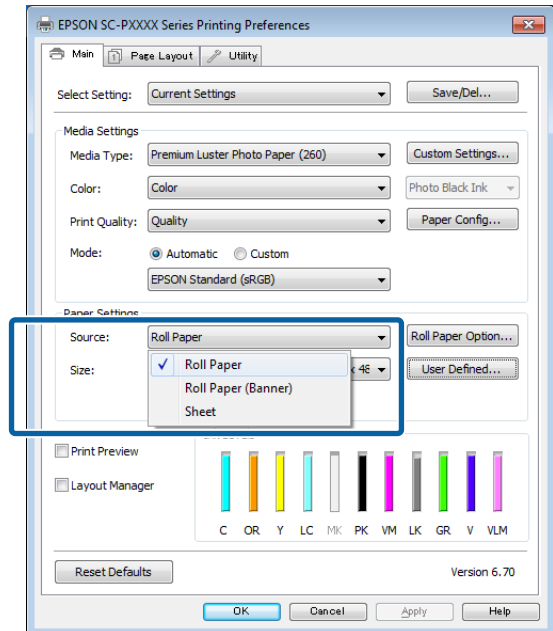 EPSON SC-PXXXX Series Printing Preferences
Main Page Layout Utility
Select Setting: Current Settings Save/Del...
Media Settings
Media Type: Premium Luster Photo Paper (260) Custom Settings...
Color: Color Photo Black Ink
Print Quality: Quality Paper Config...
Mode: Automatic Custom
EPSON Standard (sRGB)
Paper Settings
Source: Roll Paper Roll Paper Option...
Size: x 48 User Defined...
Roll Paper
Roll Paper (Banner)
Sheet
Print Preview
Layout Manager
C OR Y LC MK PK VM LK GR V VLM
Reset Defaults Version 6.70
OK Cancel Apply Help